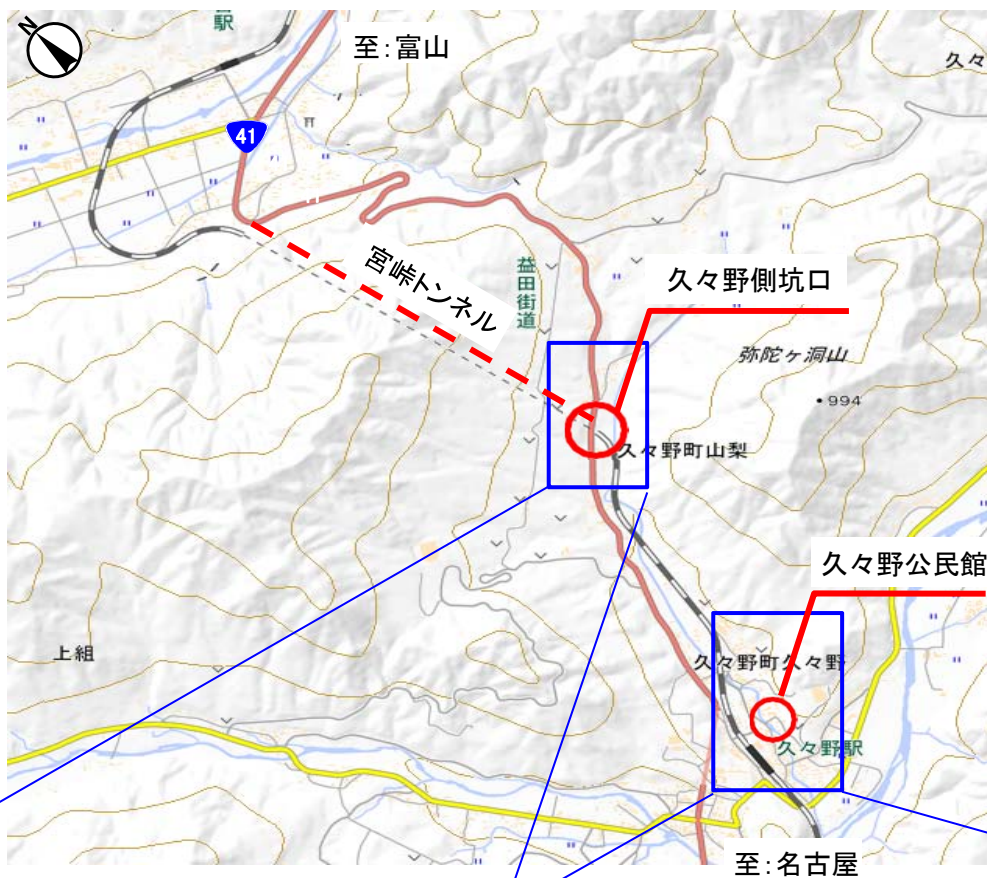 N
駅
至:富山
久々
41
宮峠トンネル
益田街道
久々野側坑口
弥陀ヶ洞山
994
久々野町山梨
久々野公民館
上組
久々野町久々野
久々野駅
至:名古屋